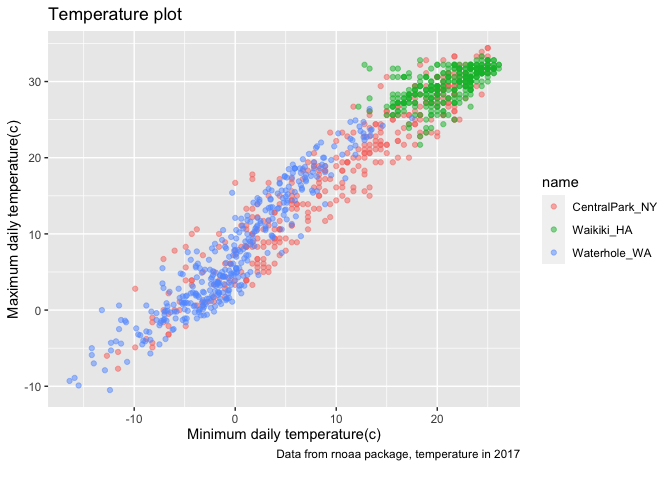 Temperature plot
Maximum daily temperature(c)
30
20
10
0
-10
-10 0 10 20
Minimum daily temperature(c)
Data from rnoaa package, temperature in 2017
name
CentralPark_NY
Waikiki_HA
Waterhole_WA